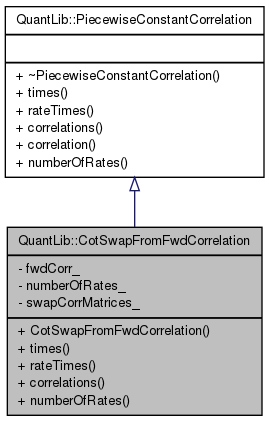 QuantLib::PiecewiseConstantCorrelation
+ ~PiecewiseConstantCorrelation()
+ times()
+ rateTimes()
+ correlations()
+ correlation()
+ numberOfRates()
QuantLib::CotSwapFromFwdCorrelation
- fwdCorr_
- numberOfRates_
- swapCorrMatrices_
+ CotSwapFromFwdCorrelation()
+ times()
+ rateTimes()
+ correlations()
+ numberOfRates()